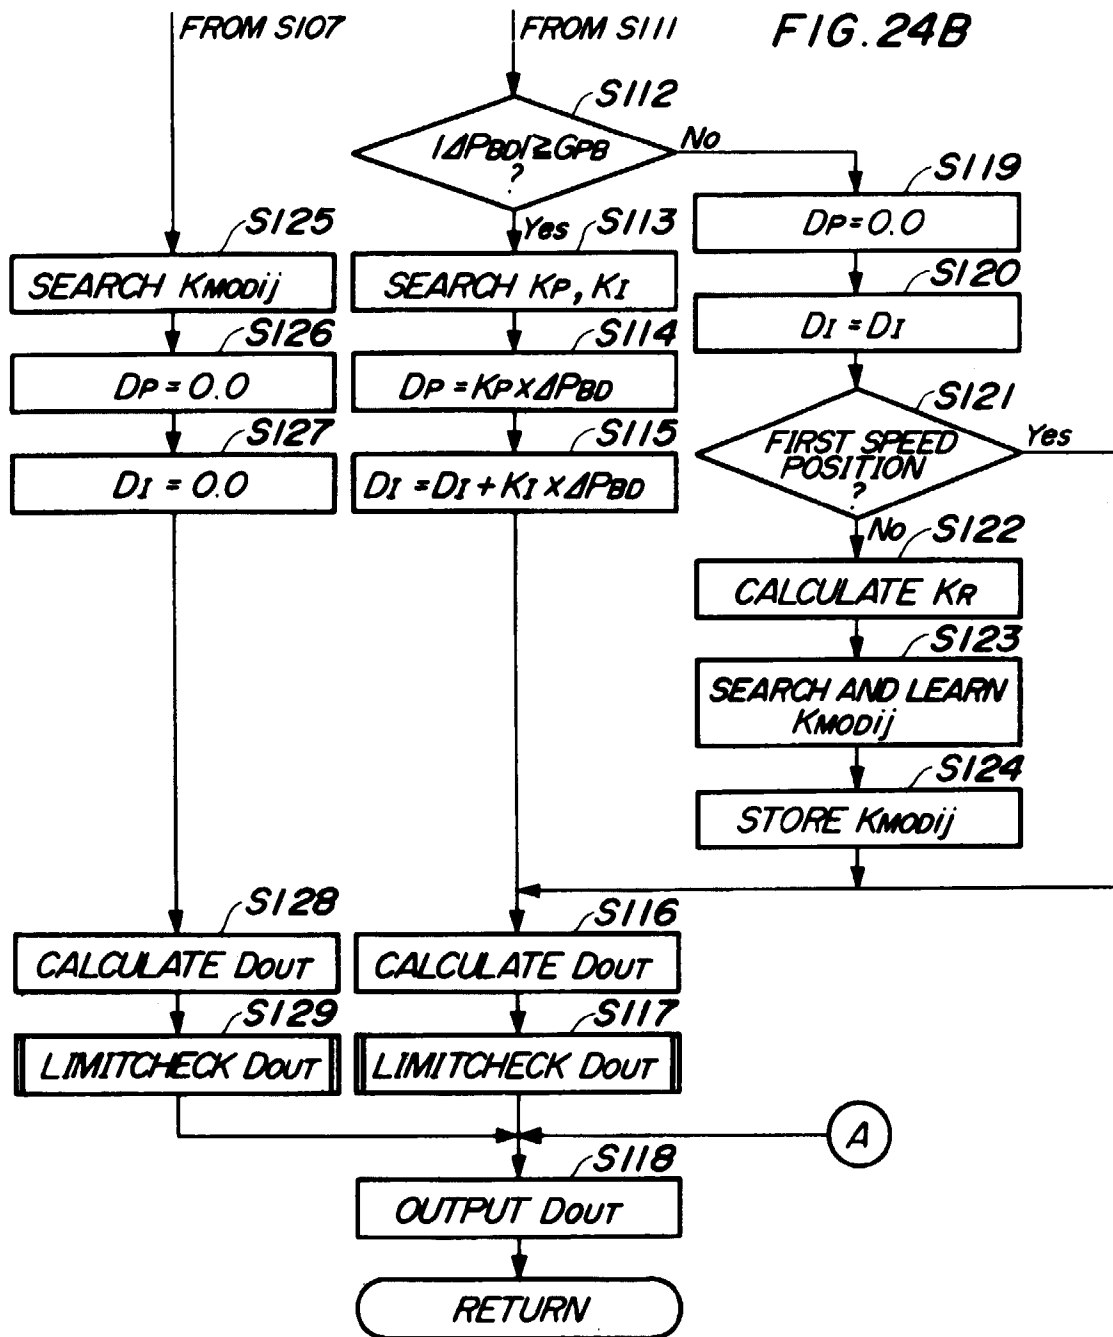 FROM S107
FROM S111
FIG. 24B
S112
|ΔPBD|≧GPB
?
No
Yes
S119
DP=0.0
S120
DI=DI
S121
FIRST SPEED
POSITION
?
Yes
No
S122
CALCULATE KR
S123
SEARCH AND LEARN
KMODij
S124
STORE KMODij
S125
SEARCH KMODij
S126
DP=0.0
S127
DI=0.0
S113
SEARCH KP, KI
S114
DP=KP×ΔPBD
S115
DI=DI+KI×ΔPBD
S128
CALCULATE DOUT
S129
LIMITCHECK DOUT
S116
CALCULATE DOUT
S117
LIMITCHECK DOUT
A
S118
OUTPUT DOUT
RETURN